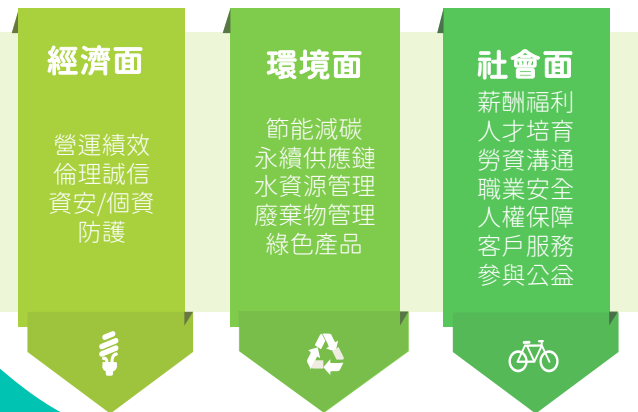 經濟面
營運績效
倫理誠信
資安/個資
防護
環境面
節能減碳
永續供應鏈
水資源管理
廢棄物管理
綠色產品
社會面
薪酬福利
人才培育
勞資溝通
職業安全
人權保障
客戶服務
參與公益